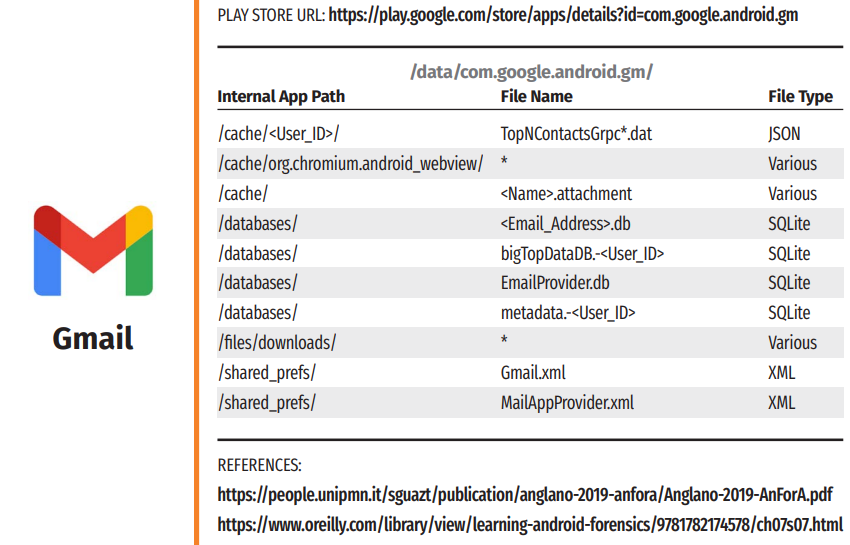 PLAY STORE URL: https://play.google.com/store/apps/details?id=com.google.android.gm
/data/com.google.android.gm/
Internal App Path File Name File Type
/cache/<User_ID>/ TopNContactsGrpc*.dat JSON
/cache/org.chromium.android_webview/ * Various
/cache/ <Name>.attachment Various
/databases/ <Email_Address>.db SQLite
/databases/ bigTopDataDB.-<User_ID> SQLite
/databases/ EmailProvider.db SQLite
/databases/ metadata.-<User_ID> SQLite
/files/downloads/ * Various
/shared_prefs/ Gmail.xml XML
/shared_prefs/ MailAppProvider.xml XML
Gmail
REFERENCES:
https://people.unipmn.it/sguazt/publication/anglano-2019-anfora/Anglano-2019-AnForA.pdf
https://www.oreilly.com/library/view/learning-android-forensics/9781782174578/ch07s07.html